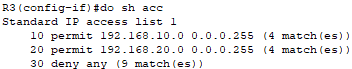 R3(config-if)#do sh acc
Standard IP access list 1
    10 permit 192.168.10.0 0.0.0.255 (4 match(es))
    20 permit 192.168.20.0 0.0.0.255 (4 match(es))
    30 deny any (9 match(es))